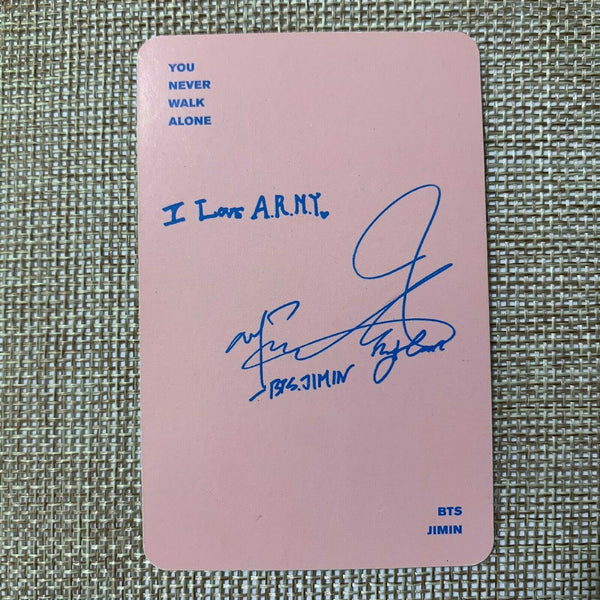 YOU
NEVER
WALK
ALONE
I Love A.R.M.Y.
BTS.JIMIN
BTS
JIMIN